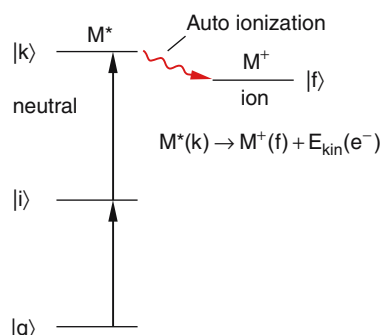 Auto ionization
|k⟩ M* M⁺ |f⟩
neutral ion
M*(k) → M⁺(f) + E_kin(e⁻)
|i⟩
|g⟩